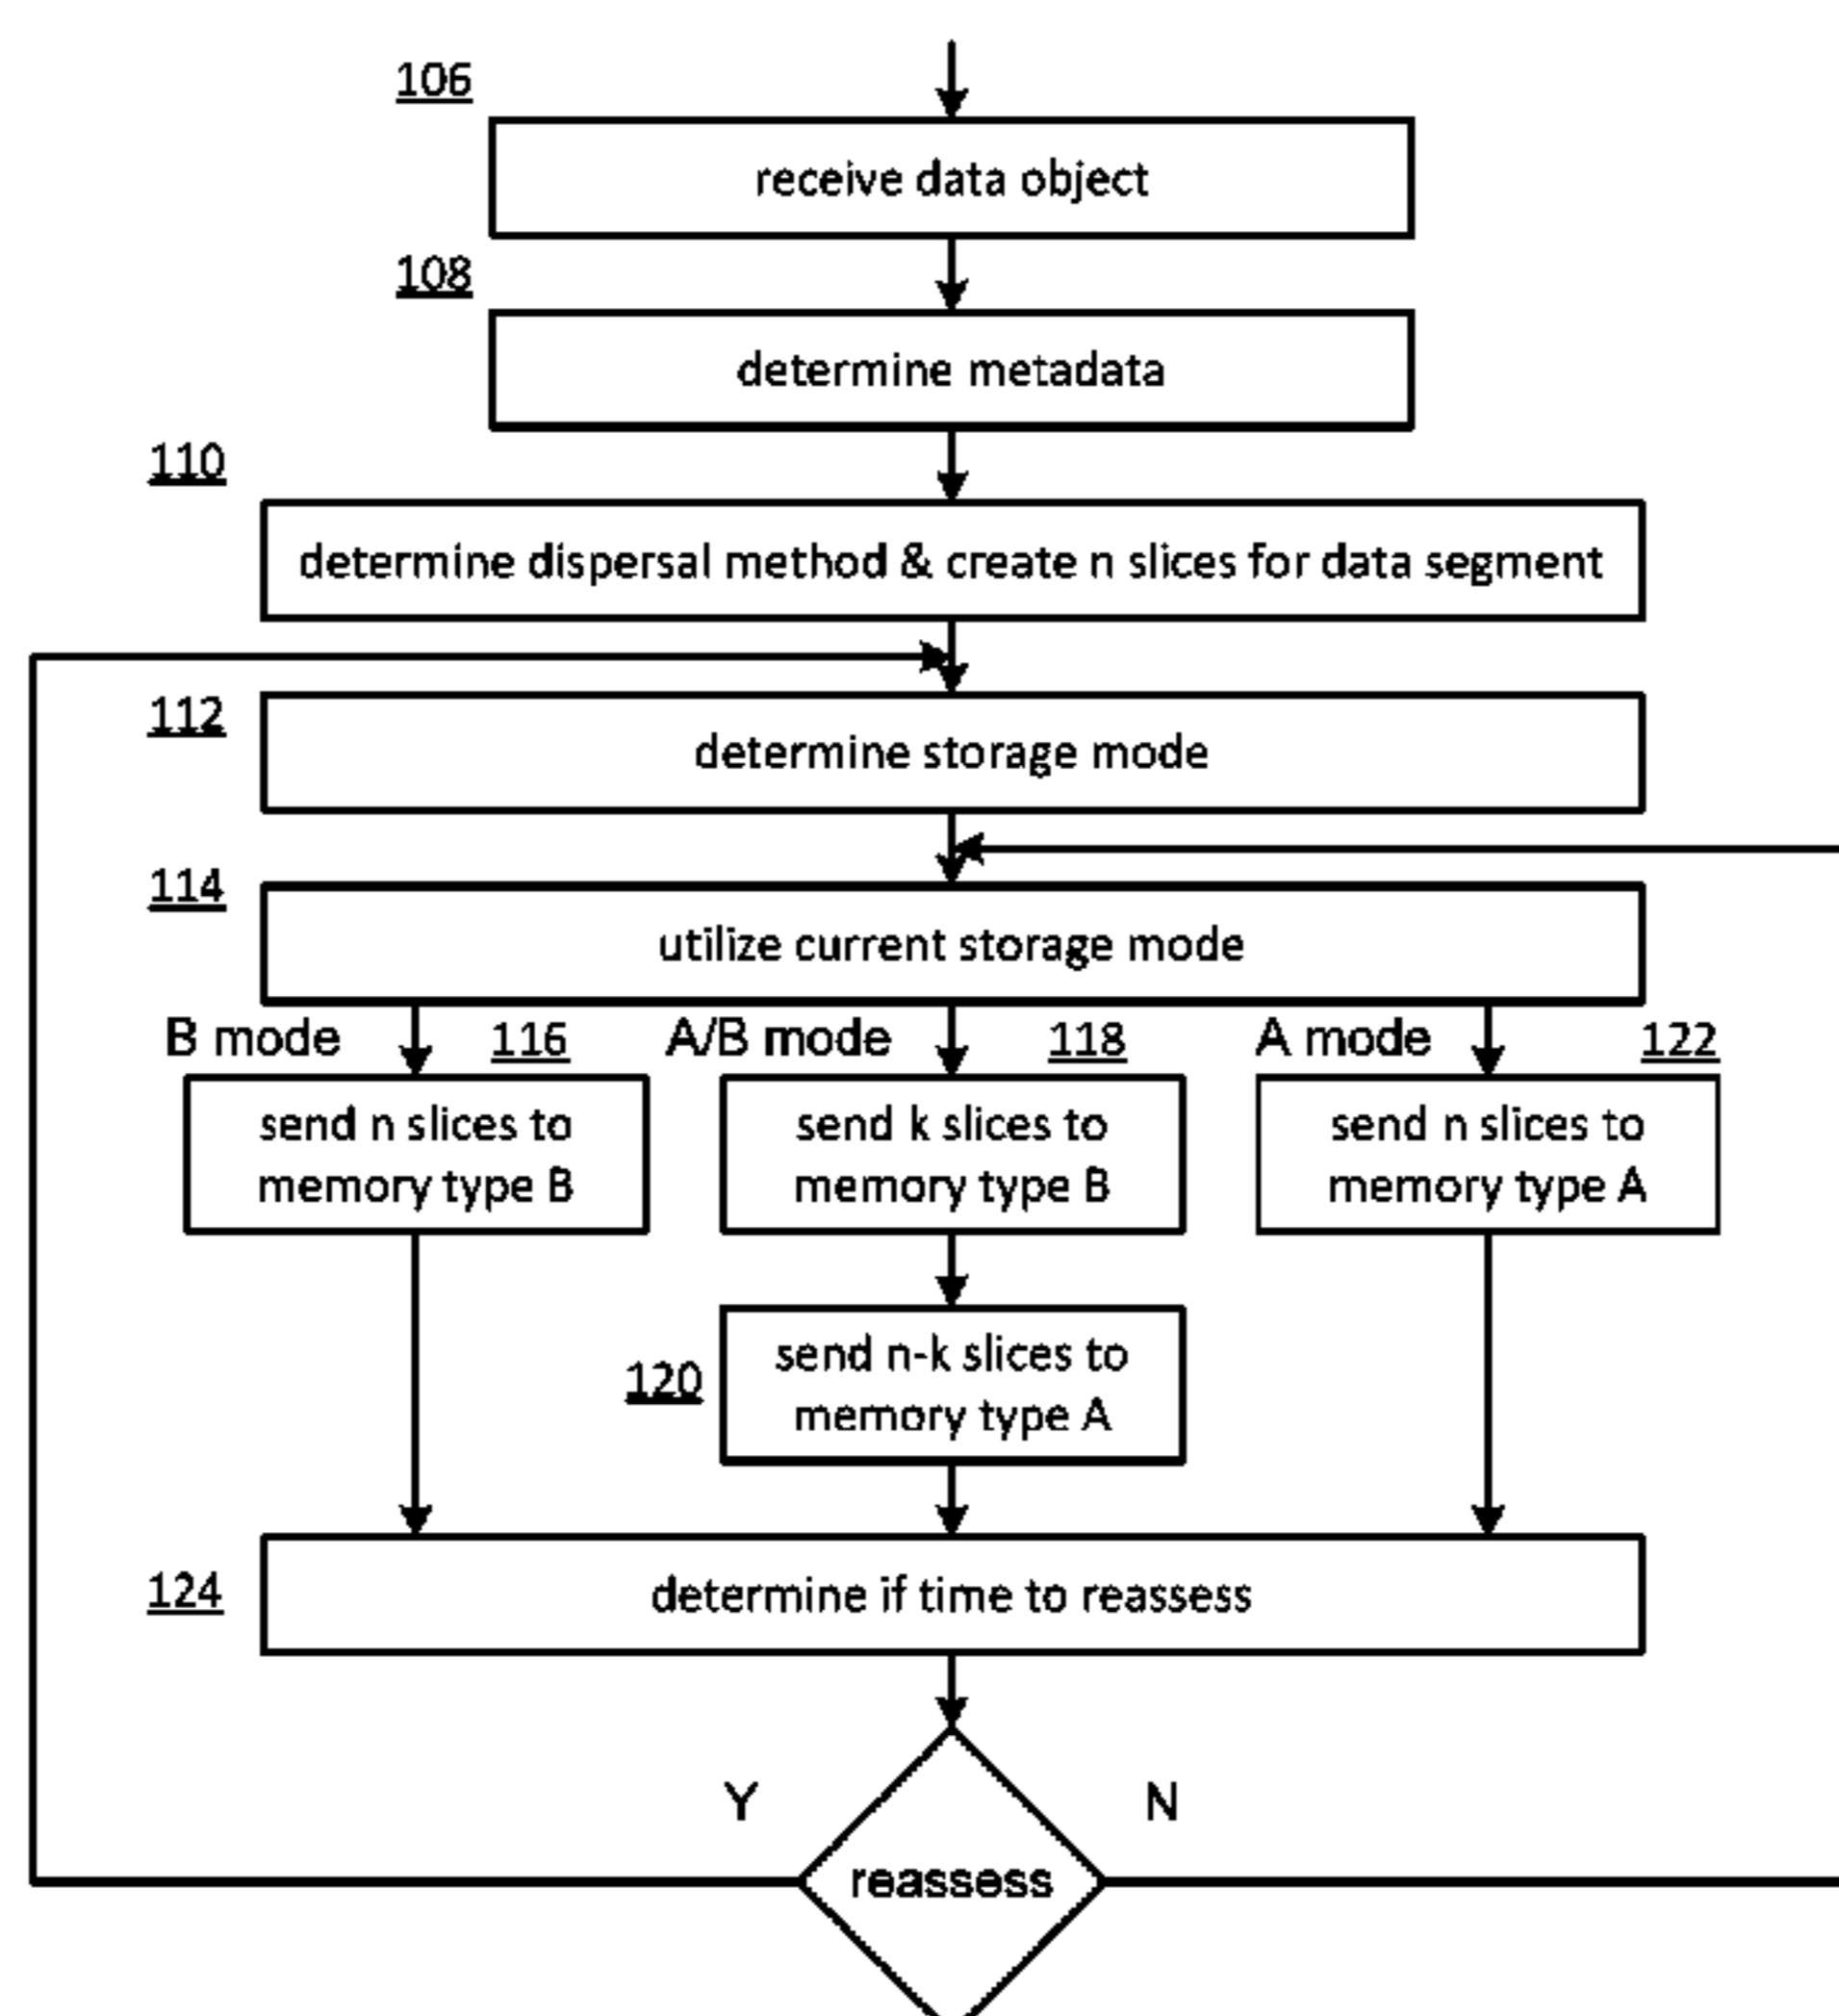 106
receive data object
108
determine metadata
110
determine dispersal method & create n slices for data segment
112
determine storage mode
114
utilize current storage mode
B mode
116
A/B mode
118
A mode
122
send n slices to
memory type B
send k slices to
memory type B
send n slices to
memory type A
120
send n-k slices to
memory type A
124
determine if time to reassess
Y
N
reassess